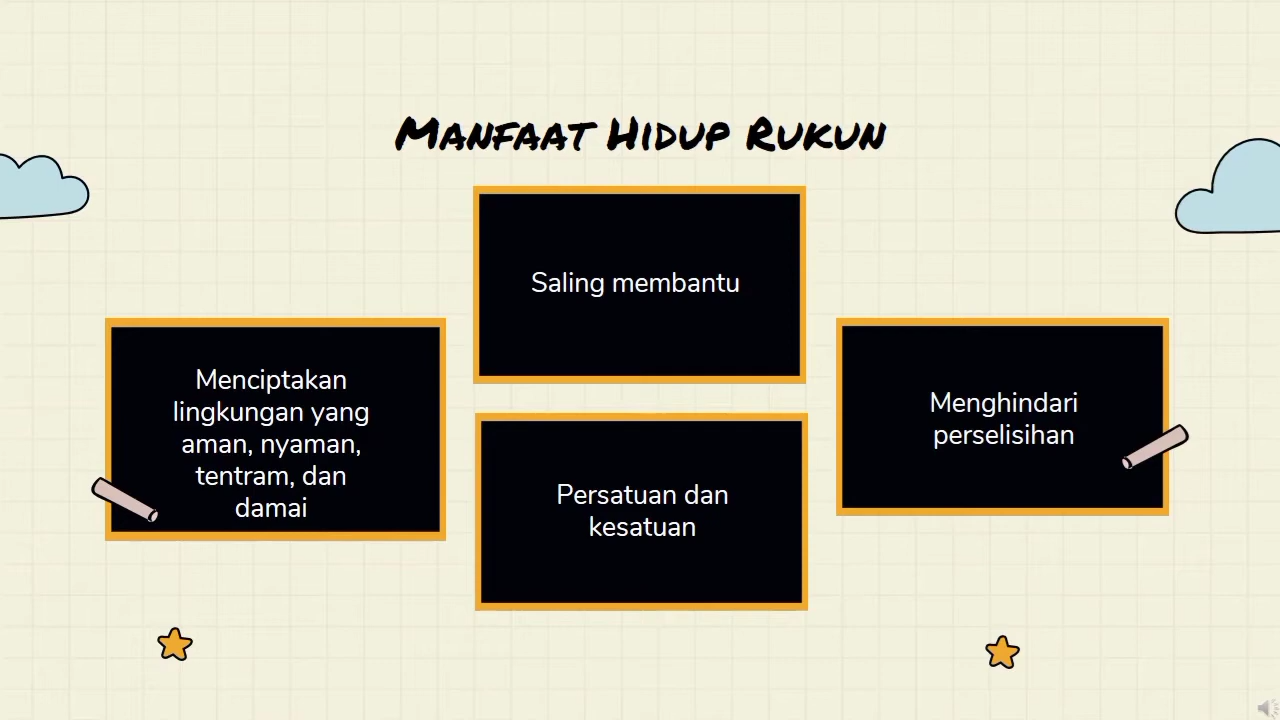 Manfaat Hidup Rukun
Saling membantu
Menciptakan
lingkungan yang
aman, nyaman,
tentram, dan
damai
Menghindari
perselisihan
Persatuan dan
kesatuan